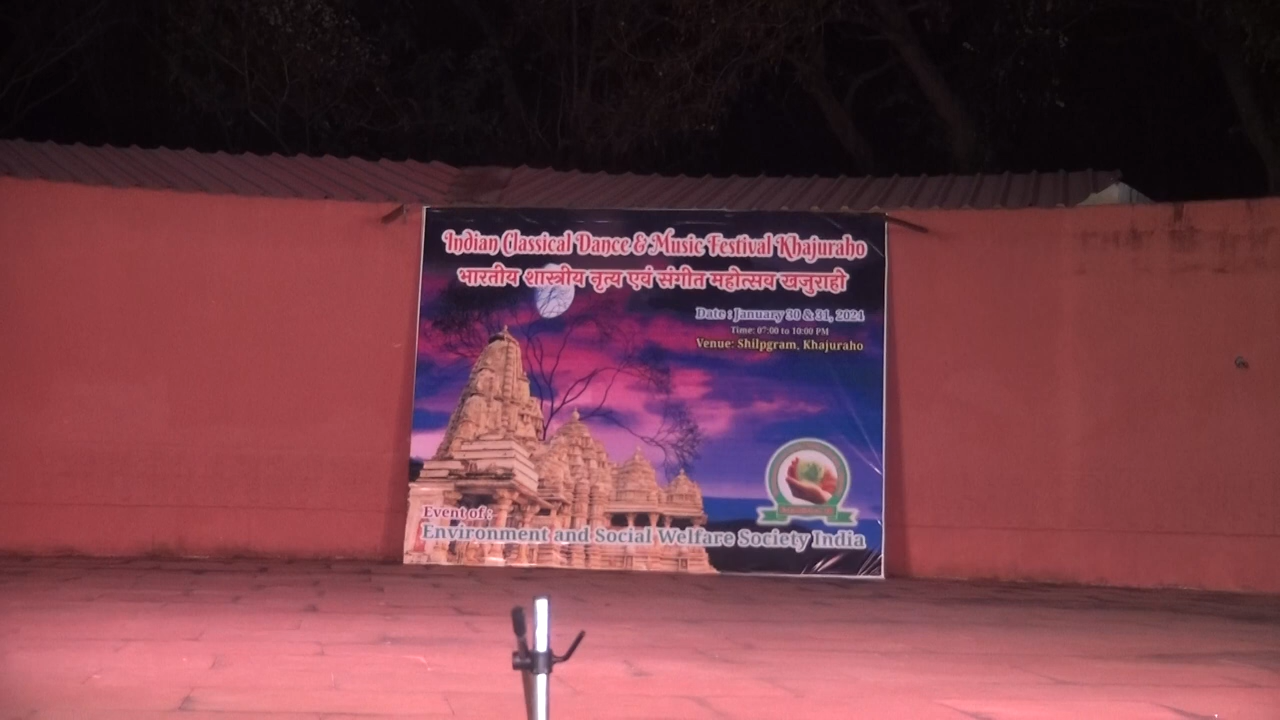 Indian Classical Dance & Music Festival Khajuraho
भारतीय शास्त्रीय नृत्य एवं संगीत महोत्सव खजुराहो
Date : January 30 & 31, 2024
Time: 07:00 to 10:00 PM
Venue: Shilpgram, Khajuraho
Event of :
Environment and Social Welfare Society India